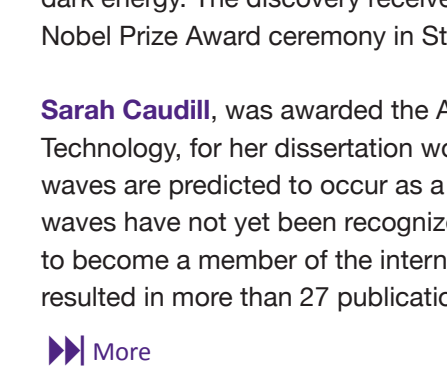 dark energy. The discovery receive
Nobel Prize Award ceremony in St
Sarah Caudill, was awarded the A
Technology, for her dissertation wo
waves are predicted to occur as a
waves have not yet been recognize
to become a member of the intern
resulted in more than 27 publicatio
More